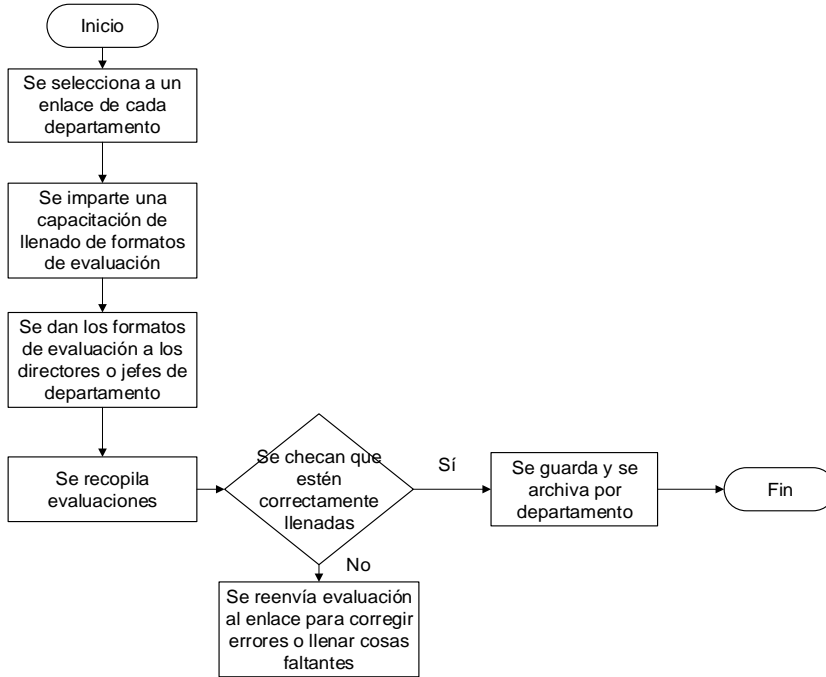 Inicio
Se selecciona a un
enlace de cada
departamento
Se imparte una
capacitación de
llenado de formatos
de evaluación
Se dan los formatos
de evaluación a los
directores o jefes de
departamento
Se recopila
evaluaciones
Se checan que
estén
correctamente
llenadas
Sí
Se guarda y se
archiva por
departamento
Fin
No
Se reenvía evaluación
al enlace para corregir
errores o llenar cosas
faltantes